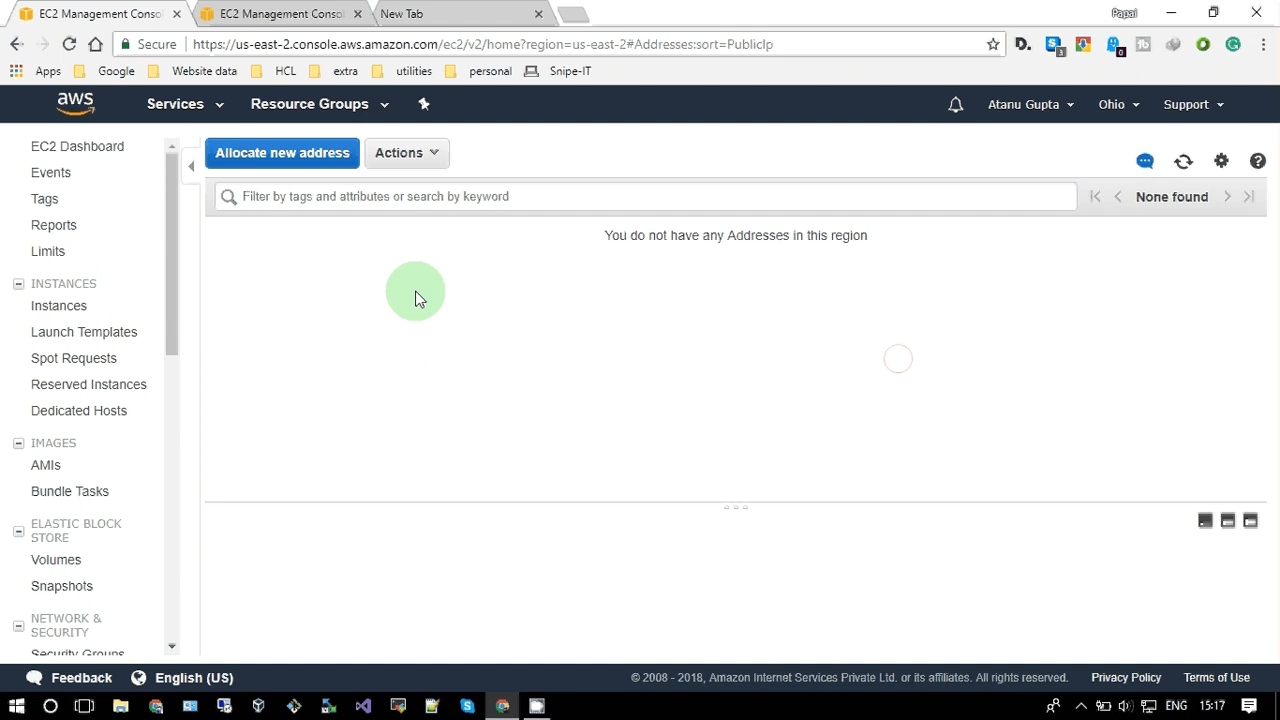 EC2 Management Conso
EC2 Management Consol
New Tab
Papai
Secure
https://us-east-2.console.aws.amazon.com/ec2/v2/home?region=us-east-2#Addresses:sort=PublicIp
D.
3
0
Apps
Google
Website data
HCL
extra
utilities
personal
Snipe-IT
aws
Services
Resource Groups
Atanu Gupta
Ohio
Support
EC2 Dashboard
Events
Tags
Reports
Limits
INSTANCES
Instances
Launch Templates
Spot Requests
Reserved Instances
Dedicated Hosts
IMAGES
AMIs
Bundle Tasks
ELASTIC BLOCK
STORE
Volumes
Snapshots
NETWORK &
SECURITY
Security Groups
Allocate new address
Actions
Filter by tags and attributes or search by keyword
None found
You do not have any Addresses in this region
Feedback
English (US)
© 2008 - 2018, Amazon Internet Services Private Ltd. or its affiliates. All rights reserved.
Privacy Policy
Terms of Use
ENG
15:17